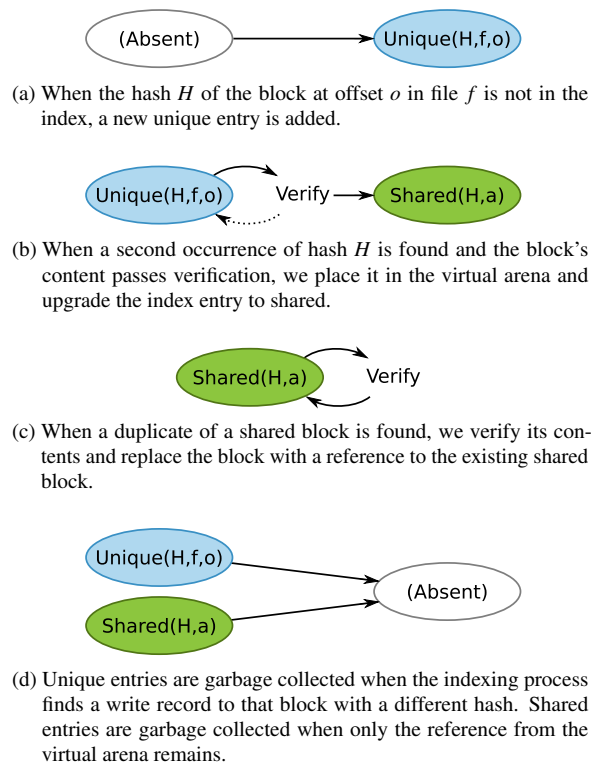 (Absent) Unique(H,f,o)
(a) When the hash H of the block at offset o in file f is not in the
index, a new unique entry is added.
Unique(H,f,o) Verify Shared(H,a)
(b) When a second occurrence of hash H is found and the block’s
content passes verification, we place it in the virtual arena and
upgrade the index entry to shared.
Shared(H,a) Verify
(c) When a duplicate of a shared block is found, we verify its con-
tents and replace the block with a reference to the existing shared
block.
Unique(H,f,o)
(Absent)
Shared(H,a)
(d) Unique entries are garbage collected when the indexing process
finds a write record to that block with a different hash. Shared
entries are garbage collected when only the reference from the
virtual arena remains.